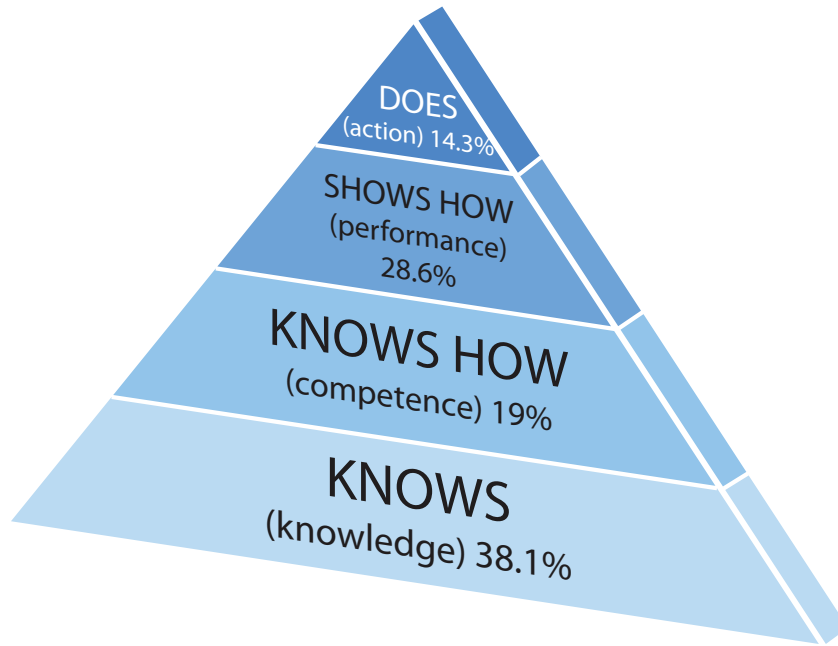 DOES
(action) 14.3%
SHOWS HOW
(performance)
28.6%
KNOWS HOW
(competence) 19%
KNOWS
(knowledge) 38.1%